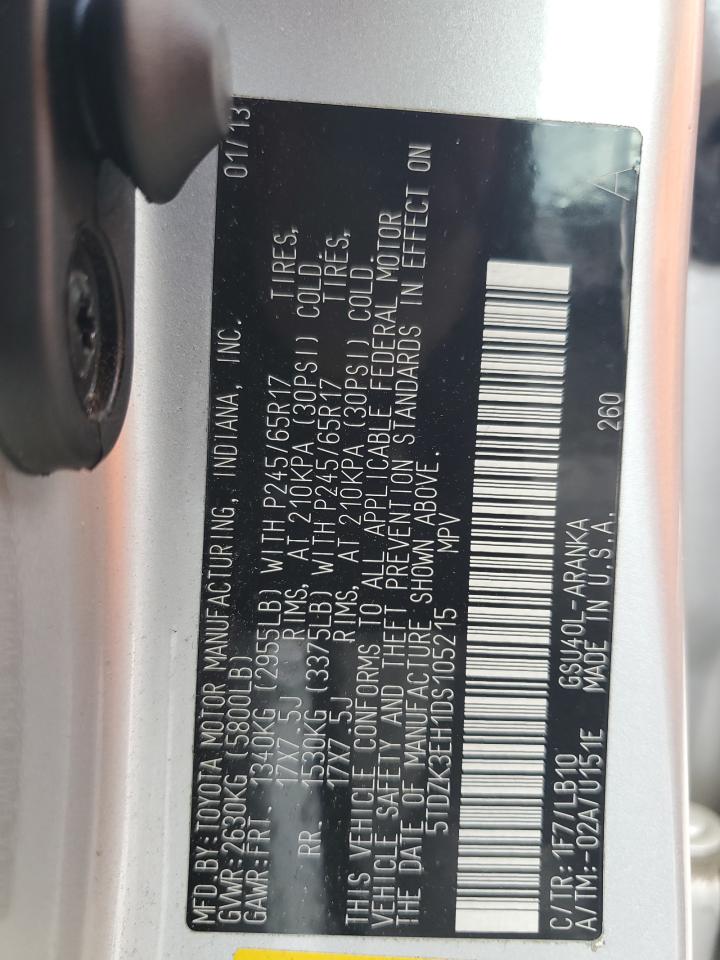 MFD.BY:TOYOTA MOTOR MANUFACTURING, INDIANA, INC. 01/13
GVWR:2630KG (5800LB)
GAWR:FRT. 1340KG (2955LB) WITH P245/65R17 TIRES,
17X7.5J RIMS, AT 210KPA (30PSI) COLD.
RR. 1530KG (3375LB) WITH P245/65R17 TIRES,
17X7.5J RIMS, AT 210KPA (30PSI) COLD.
THIS VEHICLE CONFORMS TO ALL APPLICABLE FEDERAL MOTOR
VEHICLE SAFETY AND THEFT PREVENTION STANDARDS IN EFFECT ON
THE DATE OF MANUFACTURE SHOWN ABOVE.
5TDZK3EH1DS105215 MPV
C/TR:1F7/LB10 GSU40L-ARANKA 260
A/TM:-02A/U151E MADE IN U.S.A. A